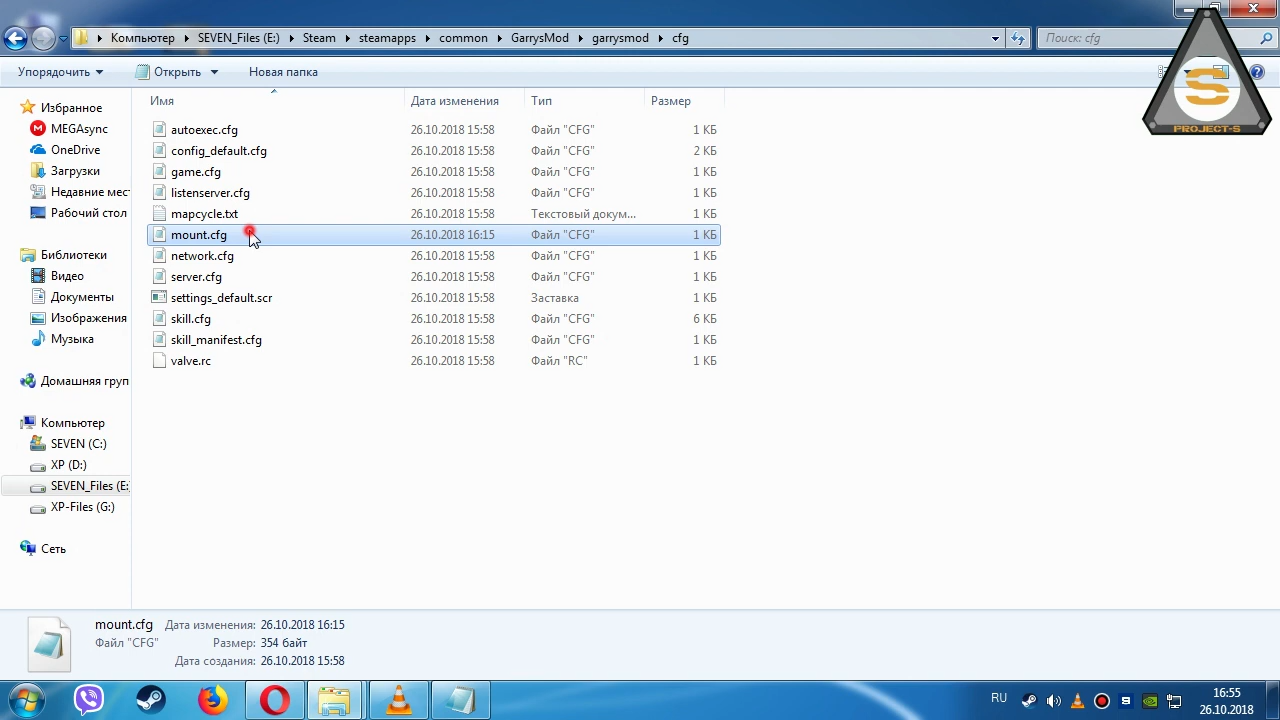 Компьютер SEVEN_Files (E:) Steam steamapps common GarrysMod garrysmod cfg
Поиск: cfg
Упорядочить Открыть Новая папка
S
PROJECT-S
Избранное
MEGAsync
OneDrive
Загрузки
Недавние мест
Рабочий стол
Библиотеки
Видео
Документы
Изображения
Музыка
Домашняя груп
Компьютер
SEVEN (C:)
XP (D:)
SEVEN_Files (E:
XP-Files (G:)
Сеть
Имя Дата изменения Тип Размер
autoexec.cfg 26.10.2018 15:58 Файл "CFG" 1 КБ
config_default.cfg 26.10.2018 15:58 Файл "CFG" 2 КБ
game.cfg 26.10.2018 15:58 Файл "CFG" 1 КБ
listenserver.cfg 26.10.2018 15:58 Файл "CFG" 1 КБ
mapcycle.txt 26.10.2018 15:58 Текстовый докум... 1 КБ
mount.cfg 26.10.2018 16:15 Файл "CFG" 1 КБ
network.cfg 26.10.2018 15:58 Файл "CFG" 1 КБ
server.cfg 26.10.2018 15:58 Файл "CFG" 1 КБ
settings_default.scr 26.10.2018 15:58 Заставка 1 КБ
skill.cfg 26.10.2018 15:58 Файл "CFG" 6 КБ
skill_manifest.cfg 26.10.2018 15:58 Файл "CFG" 1 КБ
valve.rc 26.10.2018 15:58 Файл "RC" 1 КБ
mount.cfg Дата изменения: 26.10.2018 16:15
Файл "CFG" Размер: 354 байт
Дата создания: 26.10.2018 15:58
RU
16:55
26.10.2018